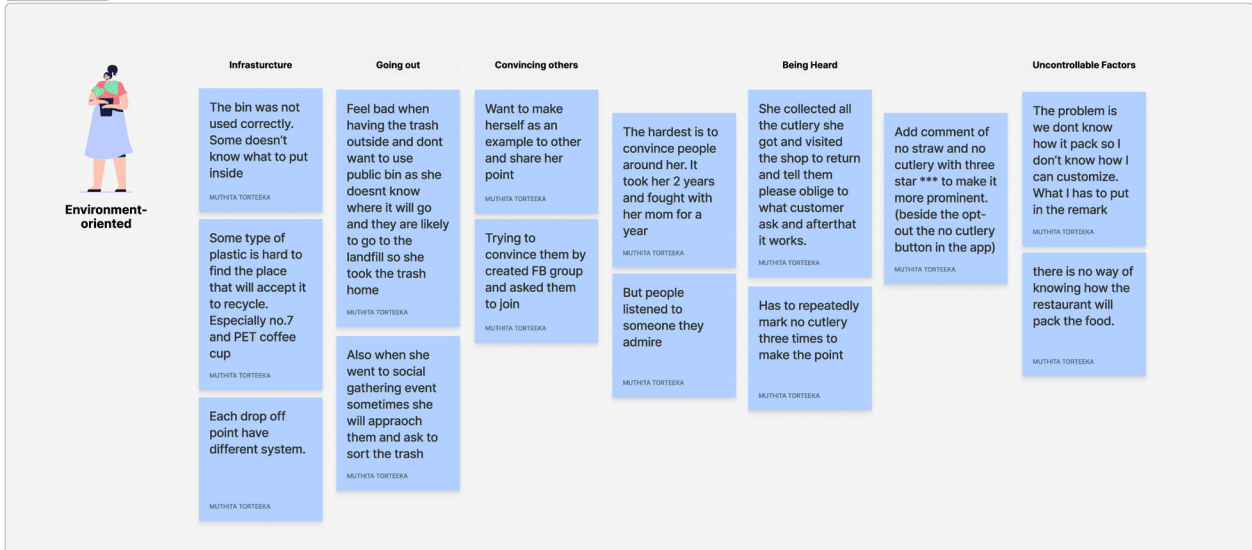 Environment-
oriented
Infrasturcture
The bin was not
used correctly.
Some doesn't
know what to put
inside
MUTHITA TORTEEKA
Some type of
plastic is hard to
find the place
that will accept it
to recycle.
Especially no.7
and PET coffee
cup
MUTHITA TORTEEKA
Each drop off
point have
different system.
MUTHITA TORTEEKA
Going out
Feel bad when
having the trash
outside and dont
want to use
public bin as she
doesnt know
where it will go
and they are likely
to go to the
landfill so she
took the trash
home
MUTHITA TORTEEKA
Also when she
went to social
gathering event
sometimes she
will appraoch
them and ask to
sort the trash
MUTHITA TORTEEKA
Convincing others
Want to make
herself as an
example to other
and share her
point
MUTHITA TORTEEKA
Trying to
convince them by
created FB group
and asked them
to join
MUTHITA TORTEEKA
The hardest is to
convince people
around her. It
took her 2 years
and fought with
her mom for a
year
MUTHITA TORTEEKA
But people
listened to
someone they
admire
MUTHITA TORTEEKA
Being Heard
She collected all
the cutlery she
got and visited
the shop to return
and tell them
please oblige to
what customer
ask and afterthat
it works.
MUTHITA TORTEEKA
Has to repeatedly
mark no cutlery
three times to
make the point
MUTHITA TORTEEKA
Add comment of
no straw and no
cutlery with three
star *** to make it
more prominent.
(beside the opt-
out the no cutlery
button in the app)
MUTHITA TORTEEKA
Uncontrollable Factors
The problem is
we dont know
how it pack so I
don't know how I
can customize.
What I has to put
in the remark
MUTHITA TORTEEKA
there is no way of
knowing how the
restaurant will
pack the food.
MUTHITA TORTEEKA